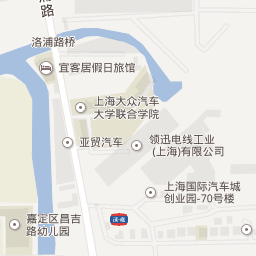 浦路
洛浦路桥
宜客居假日旅馆
上海大众汽车
大学联合学院
亚贸汽车
领迅电线工业
(上海)有限公司
上海国际汽车城
创业园-70号楼
嘉定区昌吉
路幼儿园